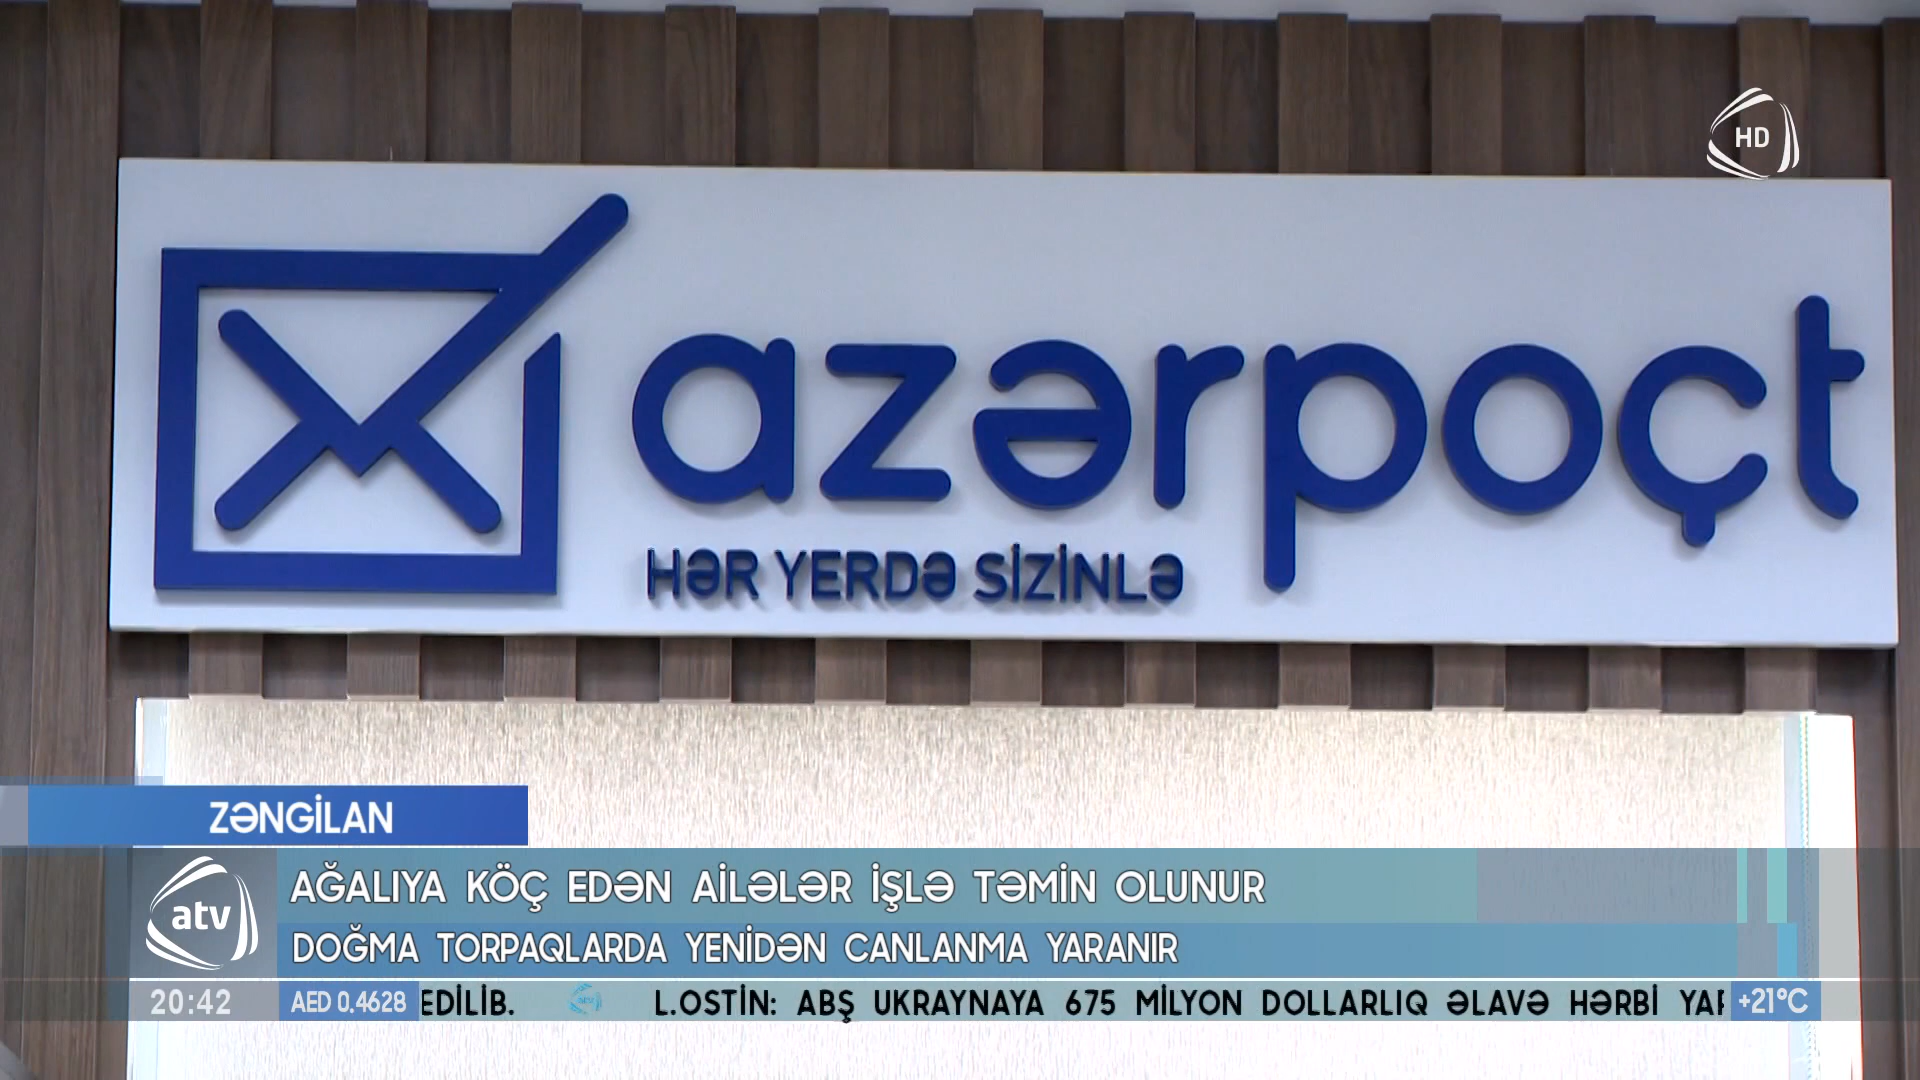 HD
azərpoçt
HƏR YERDƏ SİZİNLƏ
ZƏNGİLAN
atv
AĞALIYA KÖÇ EDƏN AİLƏLƏR İŞLƏ TƏMİN OLUNUR
DOĞMA TORPAQLARDA YENİDƏN CANLANMA YARANIR
20:42 AED 0.4628 EDİLİB. atv L.OSTİN: ABŞ UKRAYNAYA 675 MİLYON DOLLARLIQ ƏLAVƏ HƏRBİ +21°C